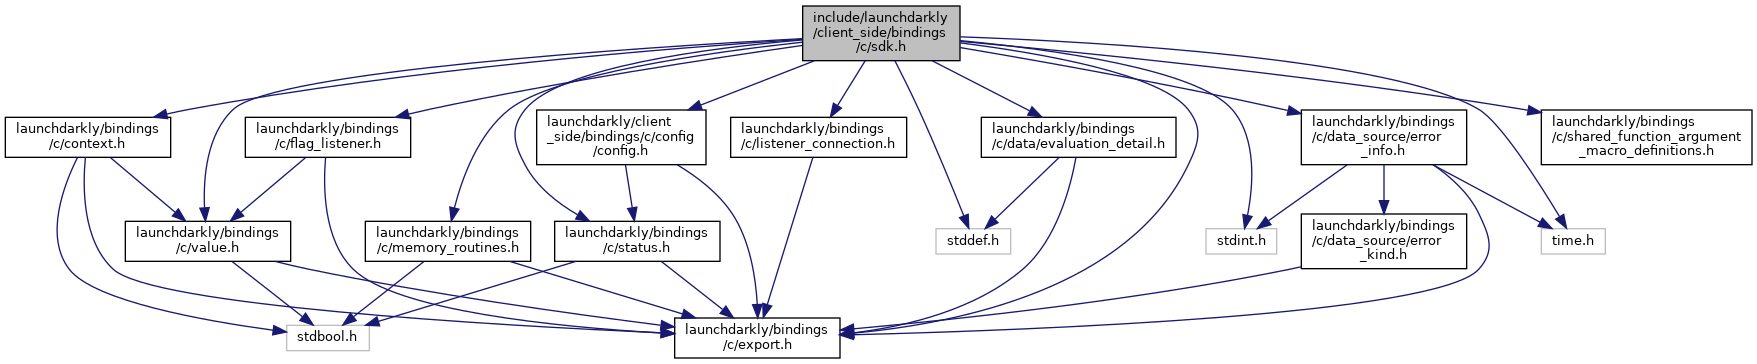 include/launchdarkly
/client_side/bindings
/c/sdk.h
launchdarkly/bindings
/c/context.h
launchdarkly/bindings
/c/flag_listener.h
launchdarkly/client
_side/bindings/c/config
/config.h
launchdarkly/bindings
/c/listener_connection.h
launchdarkly/bindings
/c/data/evaluation_detail.h
launchdarkly/bindings
/c/data_source/error
_info.h
launchdarkly/bindings
/c/shared_function_argument
_macro_definitions.h
launchdarkly/bindings
/c/value.h
launchdarkly/bindings
/c/memory_routines.h
launchdarkly/bindings
/c/status.h
stddef.h
stdint.h
launchdarkly/bindings
/c/data_source/error
_kind.h
time.h
stdbool.h
launchdarkly/bindings
/c/export.h